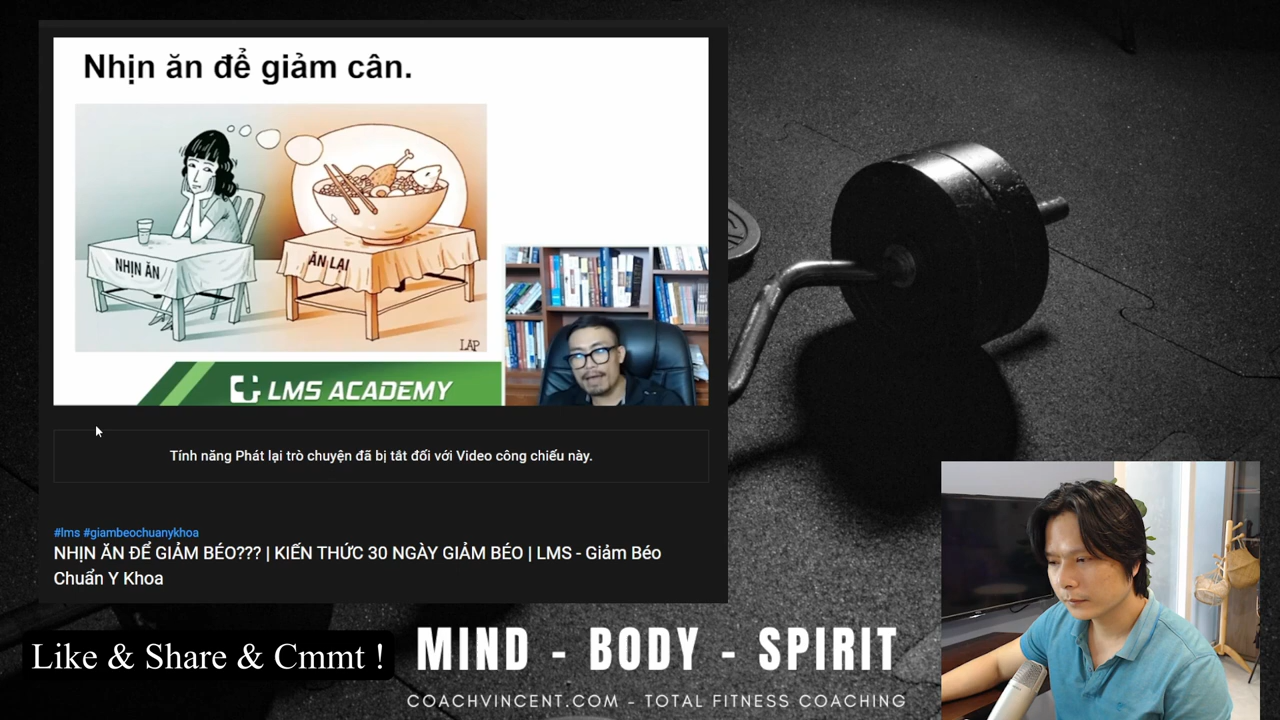 Nhịn ăn để giảm cân.
NHỊN ĂN
ĂN LẠI
LAP
LMS ACADEMY
Tính năng Phát lại trò chuyện đã bị tắt đối với Video công chiếu này.
#lms #giambeochuanykhoa
NHỊN ĂN ĐỂ GIẢM BÉO??? | KIẾN THỨC 30 NGÀY GIẢM BÉO | LMS - Giảm Béo
Chuẩn Y Khoa
Like & Share & Cmmt !
MIND - BODY - SPIRIT
COACHVINCENT.COM - TOTAL FITNESS COACHING